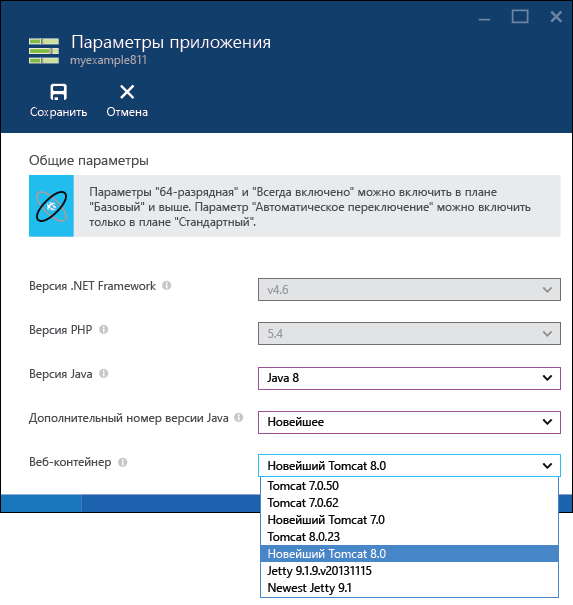 Параметры приложения
myexample811
Сохранить
Отмена
Общие параметры
Параметры "64-разрядная" и "Всегда включено" можно включить в плане
"Базовый" и выше. Параметр "Автоматическое переключение" можно включить
только в плане "Стандартный".
Версия .NET Framework
v4.6
Версия PHP
5.4
Версия Java
Java 8
Дополнительный номер версии Java
Новейшее
Веб-контейнер
Новейший Tomcat 8.0
Tomcat 7.0.50
Tomcat 7.0.62
Новейший Tomcat 7.0
Tomcat 8.0.23
Новейший Tomcat 8.0
Jetty 9.1.9.v20131115
Newest Jetty 9.1